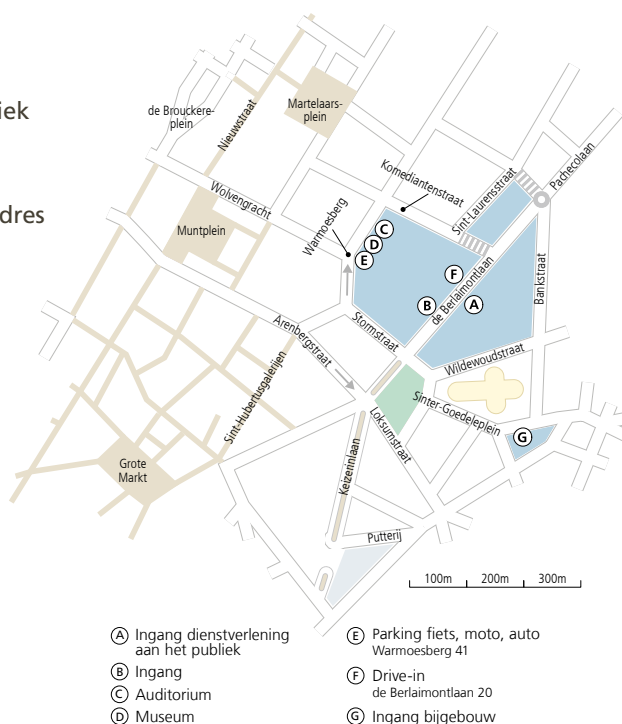 iek
dres
de Brouckere-
plein
Nieuwstraat
Martelaars-
plein
Komediantenstraat
Sint-Laurensstraat
Pachecolaan
Wolvengracht
Warmoesberg
Muntplein
C
D
E
F
B
A
de Berlaimontlaan
Bankstraat
Stormstraat
Arenbergstraat
Wildewoudstraat
Sint-Hubertusgalerijen
Sinter-Goedeleplein
Loksumstraat
G
Keizerinlaan
Grote
Markt
Putterij
100m 200m 300m
A Ingang dienstverlening
aan het publiek
B Ingang
C Auditorium
D Museum
E Parking fiets, moto, auto
Warmoesberg 41
F Drive-in
de Berlaimontlaan 20
G Ingang bijgebouw